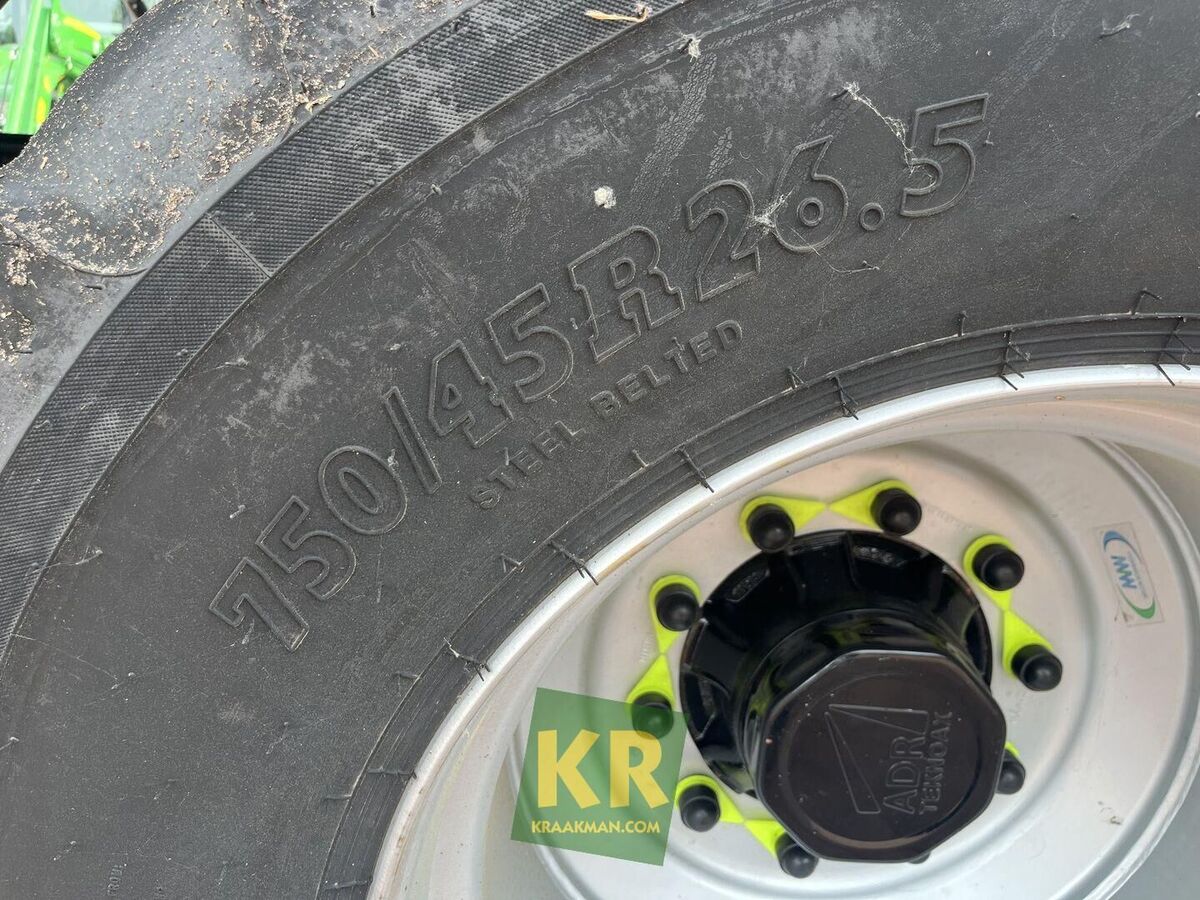 750/45R26.5
STEEL BELTED
MW
ADR
TEKNOAX
KR
KRAAKMAN.COM